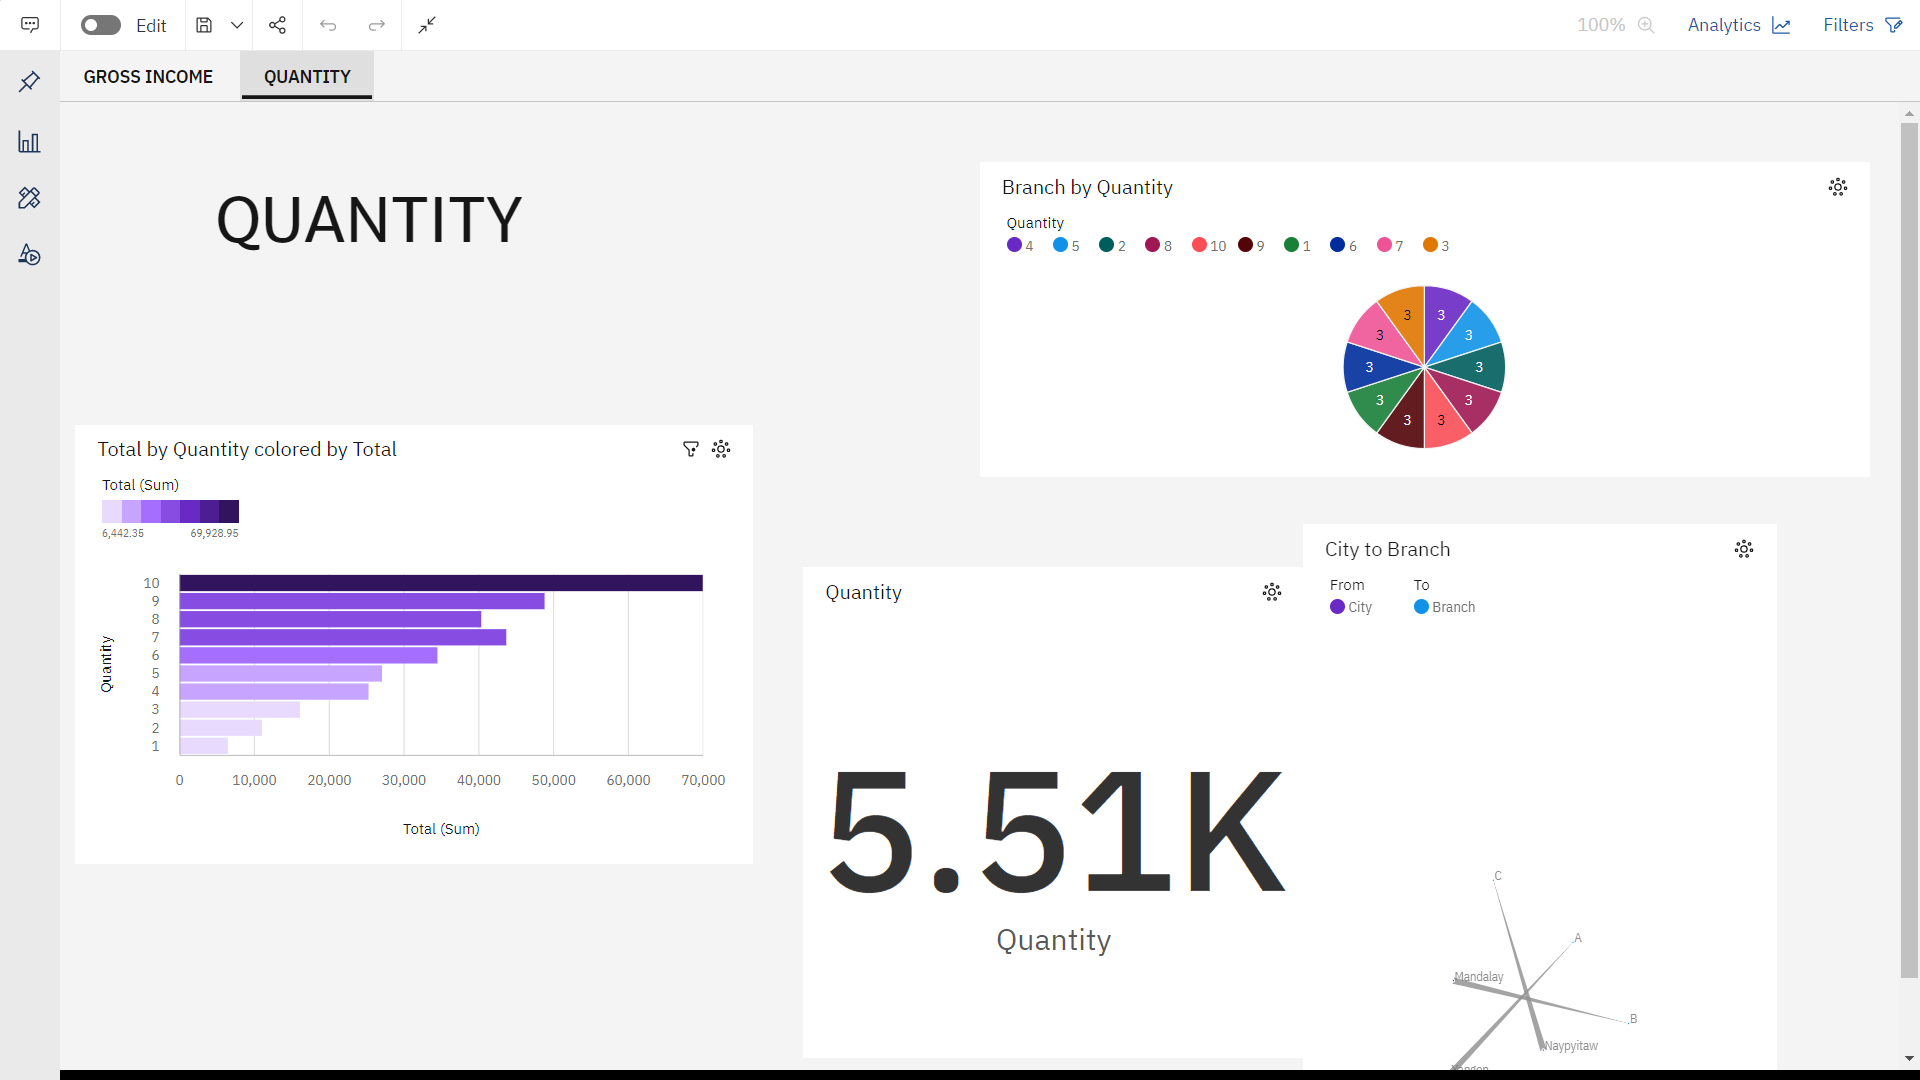 Edit
100%
Analytics
Filters
GROSS INCOME
QUANTITY
QUANTITY
Branch by Quantity
Quantity
4 5 2 8 10 9 1 6 7 3
3 3
3 3
3 3
3 3
3 3
Total by Quantity colored by Total
Total (Sum)
6,442.35 69,928.95
Quantity
10
9
8
7
6
5
4
3
2
1
0 10,000 20,000 30,000 40,000 50,000 60,000 70,000
Total (Sum)
Quantity
5.51K
Quantity
City to Branch
From To
City Branch
C
A
Mandalay
B
Naypyitaw